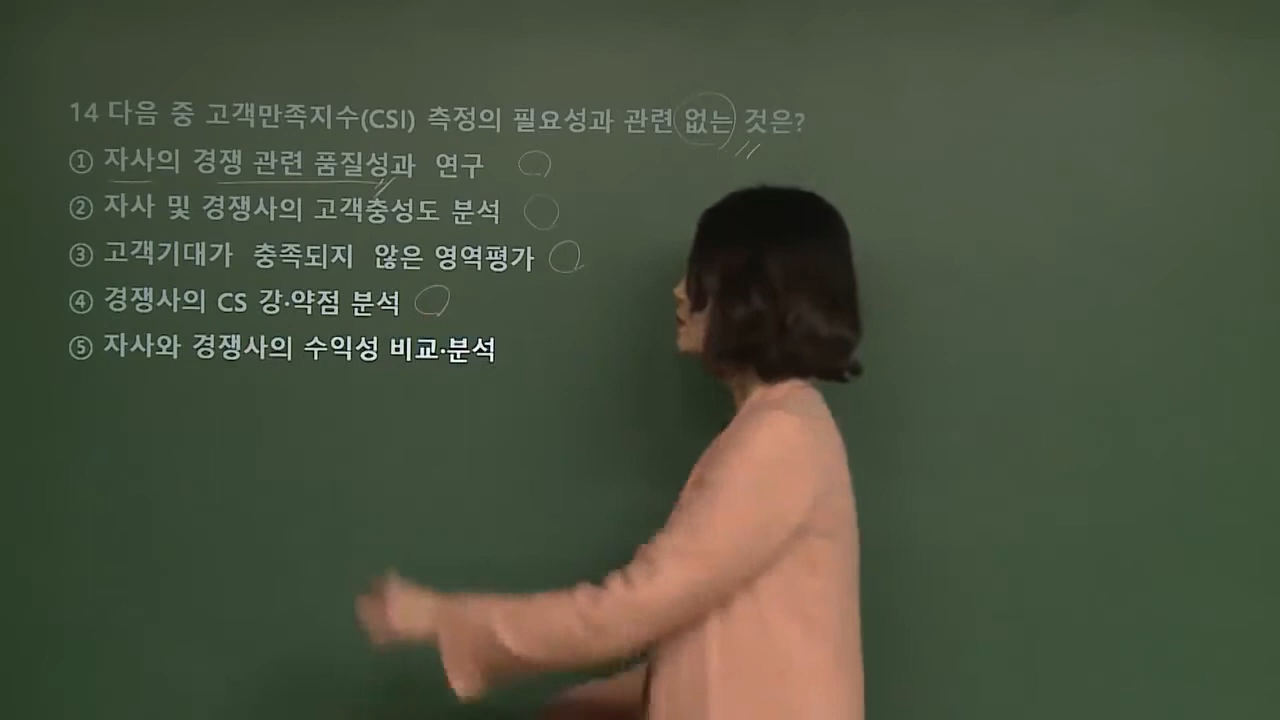 14 다음 중 고객만족지수(CSI) 측정의 필요성과 관련 없는 것은?
① 자사의 경쟁 관련 품질성과 연구
② 자사 및 경쟁사의 고객충성도 분석
③ 고객기대가 충족되지 않은 영역평가
④ 경쟁사의 CS 강·약점 분석
⑤ 자사와 경쟁사의 수익성 비교·분석